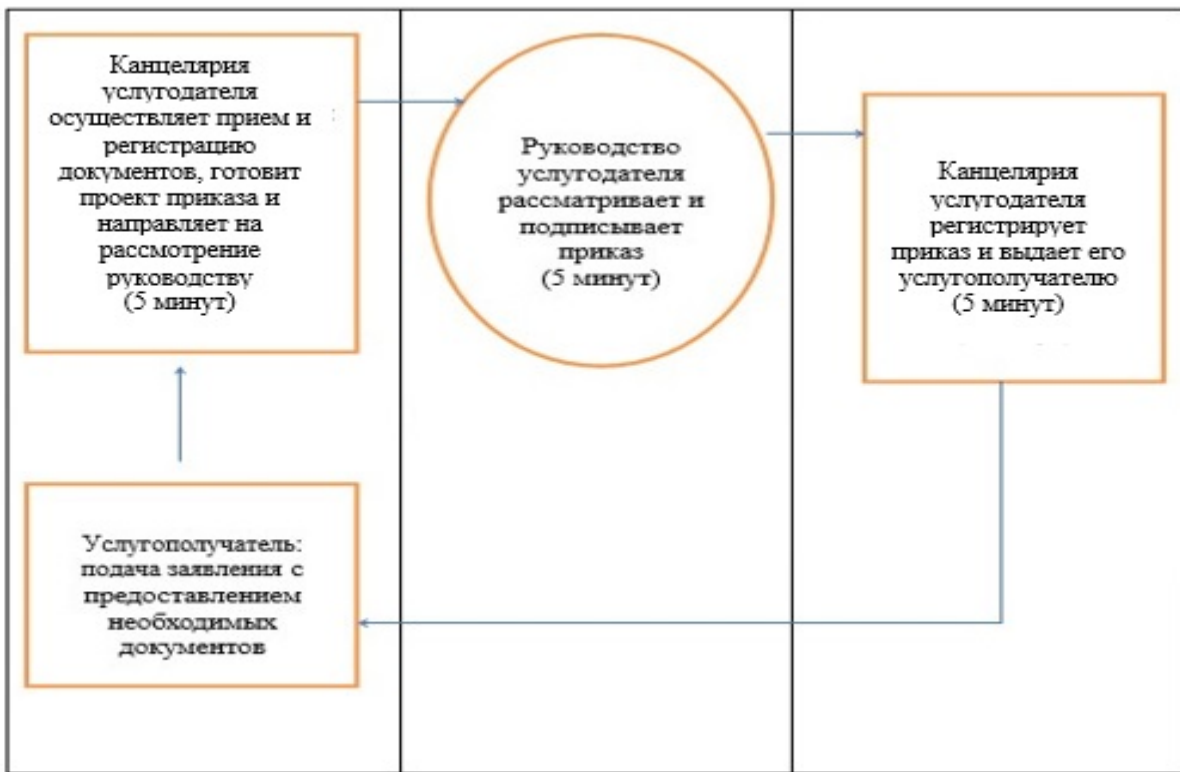 Канцелярия
услугодателя
осуществляет прием и
регистрацию
документов, готовит
проект приказа и
направляет на
рассмотрение
руководству
(5 минут)
Руководство
услугодателя
рассматривает и
подписывает
приказ
(5 минут)
Канцелярия
услугодателя
регистрирует
приказ и выдает его
услугополучателю
(5 минут)
Услугополучатель:
подача заявления с
предоставлением
необходимых
документов